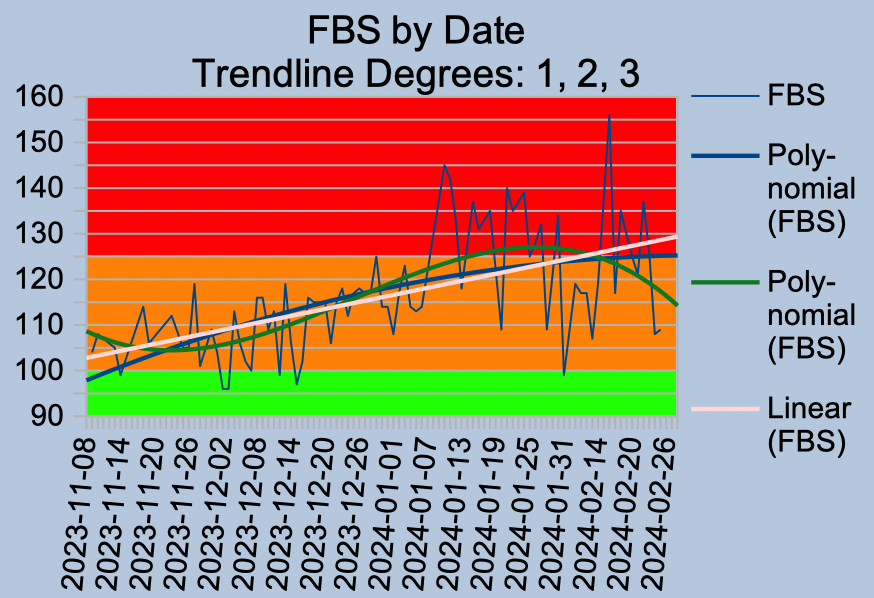 FBS by Date
Trendline Degrees: 1, 2, 3
160
150
140
130
120
110
100
90
2023-11-08
2023-11-14
2023-11-20
2023-11-26
2023-12-02
2023-12-08
2023-12-14
2023-12-20
2023-12-26
2024-01-01
2024-01-07
2024-01-13
2024-01-19
2024-01-25
2024-01-31
2024-02-14
2024-02-20
2024-02-26
FBS
Poly-
nomial
(FBS)
Poly-
nomial
(FBS)
Linear
(FBS)